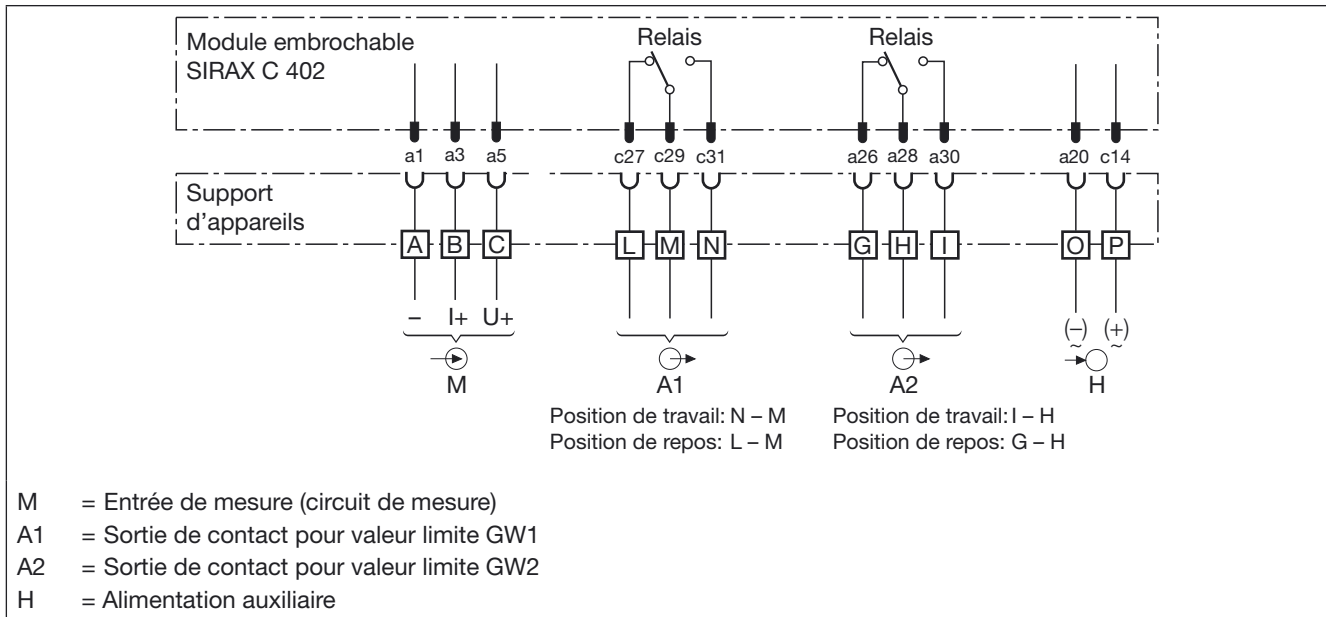 Module embrochable
SIRAX C 402
Relais
Relais
a1 a3 a5 c27 c29 c31 a26 a28 a30 a20 c14
Support
d'appareils
A B C L M N G H I O P
– I+ U+ (–) (+)
~ ~
M A1 A2 H
Position de travail: N – M Position de travail: I – H
Position de repos: L – M Position de repos: G – H
M = Entrée de mesure (circuit de mesure)
A1 = Sortie de contact pour valeur limite GW1
A2 = Sortie de contact pour valeur limite GW2
H = Alimentation auxiliaire